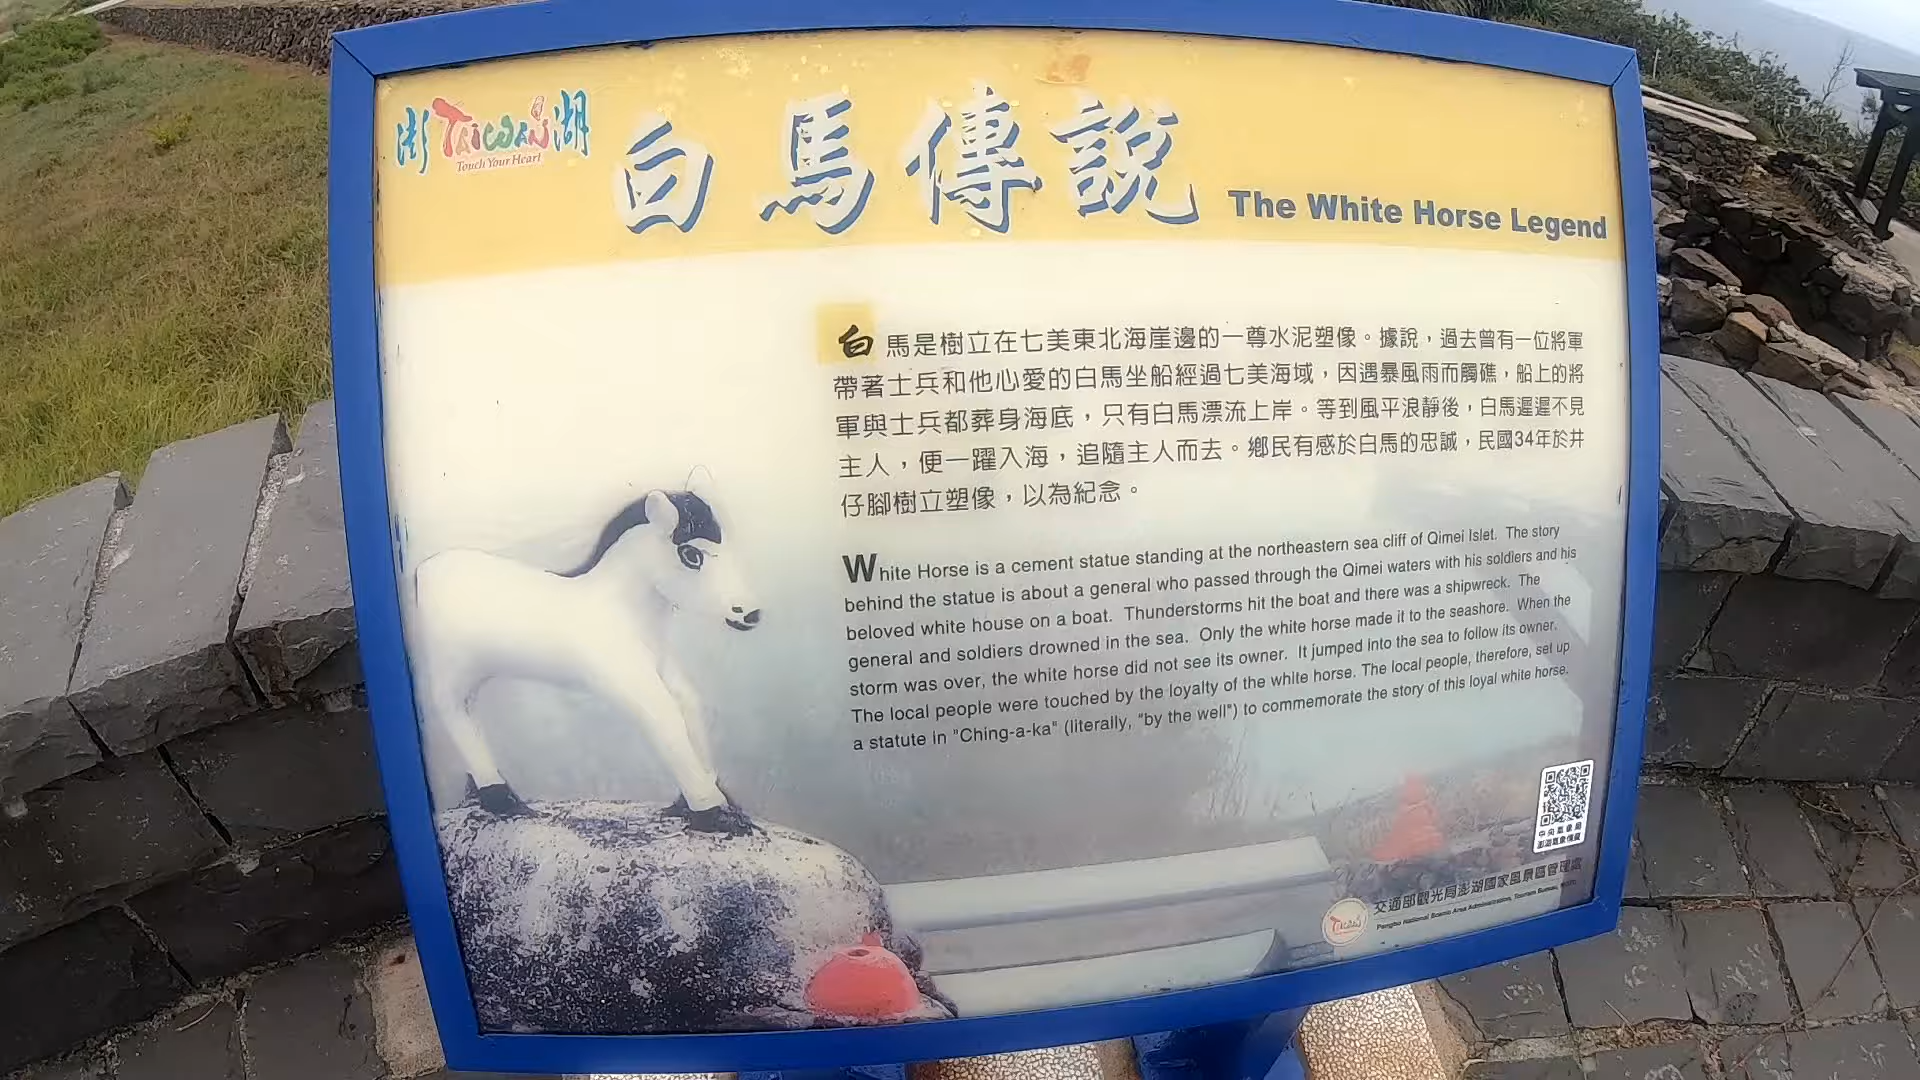 澎 TAIWAN 湖
Touch Your Heart
白馬傳說 The White Horse Legend
白馬是樹立在七美東北海崖邊的一尊水泥塑像。據說，過去曾有一位將軍
帶著士兵和他心愛的白馬坐船經過七美海域，因遇暴風雨而觸礁，船上的將
軍與士兵都葬身海底，只有白馬漂流上岸。等到風平浪靜後，白馬遲遲不見
主人，便一躍入海，追隨主人而去。鄉民有感於白馬的忠誠，民國34年於井
仔腳樹立塑像，以為紀念。
White Horse is a cement statue standing at the northeastern sea cliff of Qimei Islet. The story
behind the statue is about a general who passed through the Qimei waters with his soldiers and his
beloved white house on a boat. Thunderstorms hit the boat and there was a shipwreck. The
general and soldiers drowned in the sea. Only the white horse made it to the seashore. When the
storm was over, the white horse did not see its owner. It jumped into the sea to follow its owner.
The local people were touched by the loyalty of the white horse. The local people, therefore, set up
a statute in "Ching-a-ka" (literally, "by the well") to commemorate the story of this loyal white horse.
中央氣象局
交通部觀光局澎湖國家風景區管理處
Penghu National Scenic Area Administration, Tourism Bureau,